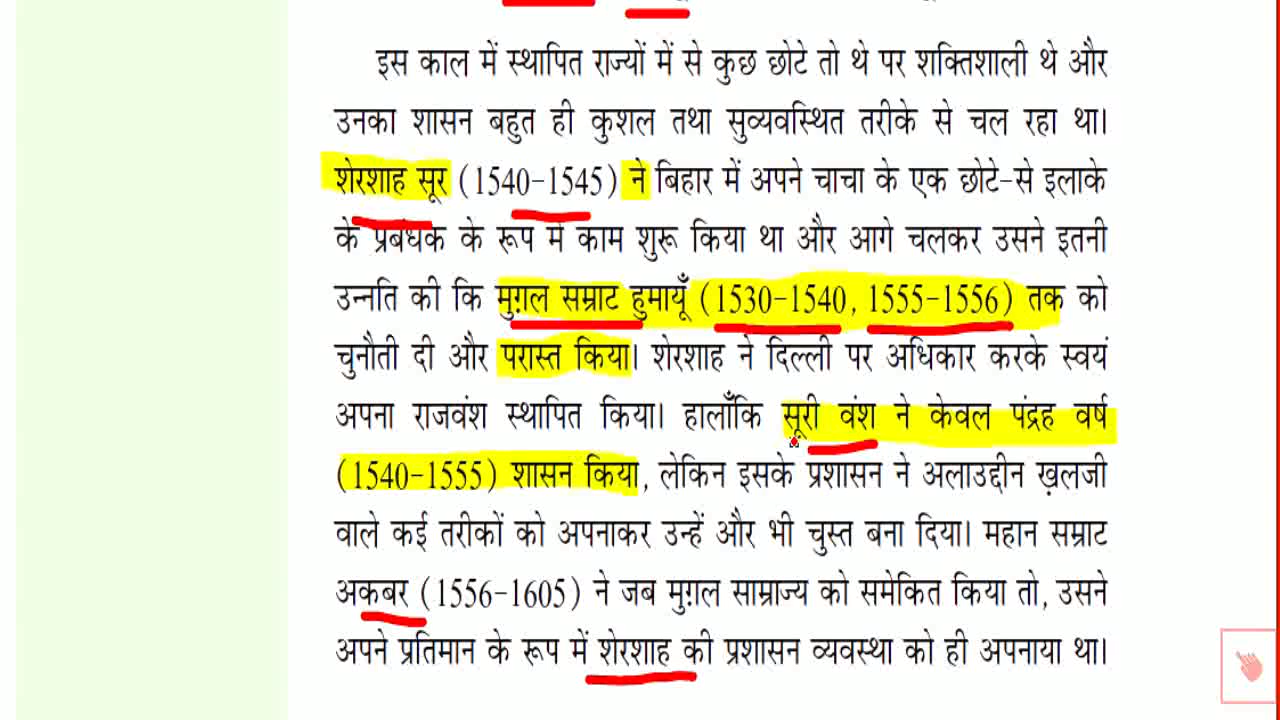 इस काल में स्थापित राज्यों में से कुछ छोटे तो थे पर शक्तिशाली थे और
उनका शासन बहुत ही कुशल तथा सुव्यवस्थित तरीके से चल रहा था।
शेरशाह सूर (1540-1545) ने बिहार में अपने चाचा के एक छोटे-से इलाके
के प्रबंधक के रूप में काम शुरू किया था और आगे चलकर उसने इतनी
उन्नति की कि मुग़ल सम्राट हुमायूँ (1530-1540, 1555-1556) तक को
चुनौती दी और परास्त किया। शेरशाह ने दिल्ली पर अधिकार करके स्वयं
अपना राजवंश स्थापित किया। हालाँकि सूरी वंश ने केवल पंद्रह वर्ष
(1540-1555) शासन किया, लेकिन इसके प्रशासन ने अलाउद्दीन ख़लजी
वाले कई तरीकों को अपनाकर उन्हें और भी चुस्त बना दिया। महान सम्राट
अकबर (1556-1605) ने जब मुग़ल साम्राज्य को समेकित किया तो, उसने
अपने प्रतिमान के रूप में शेरशाह की प्रशासन व्यवस्था को ही अपनाया था।